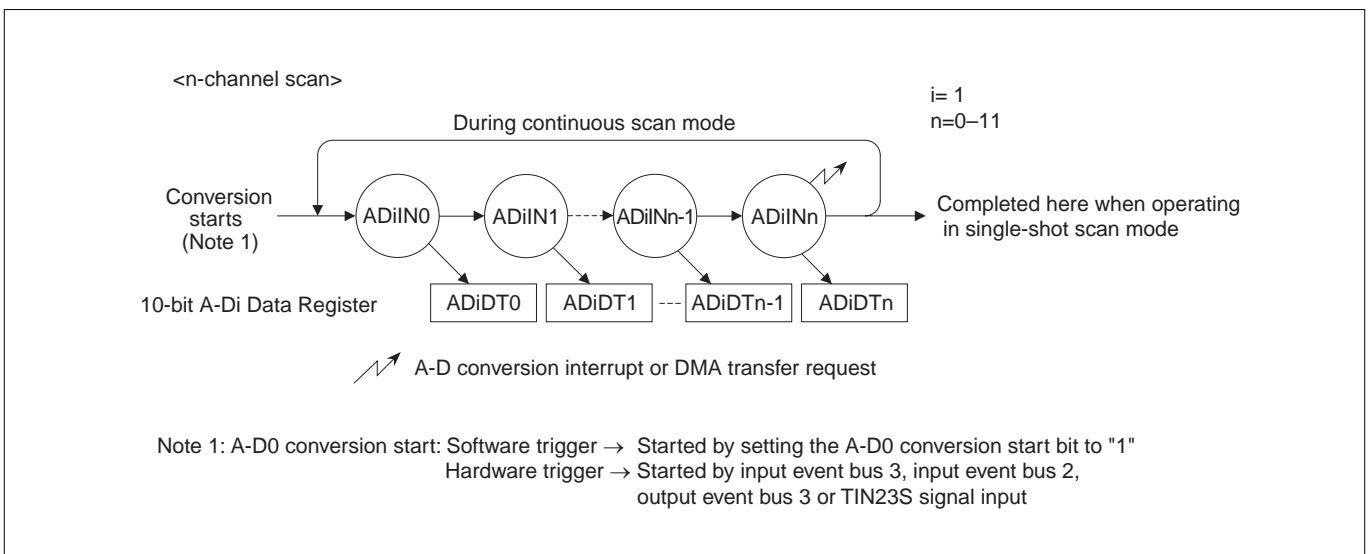 <n-channel scan>
i= 1
n=0–11
During continuous scan mode
Conversion
starts
(Note 1)
ADiIN0
ADiIN1
ADiINn-1
ADiINn
Completed here when operating
in single-shot scan mode
10-bit A-Di Data Register
ADiDT0
ADiDT1
ADiDTn-1
ADiDTn
A-D conversion interrupt or DMA transfer request
Note 1: A-D0 conversion start: Software trigger → Started by setting the A-D0 conversion start bit to "1"
Hardware trigger → Started by input event bus 3, input event bus 2,
output event bus 3 or TIN23S signal input